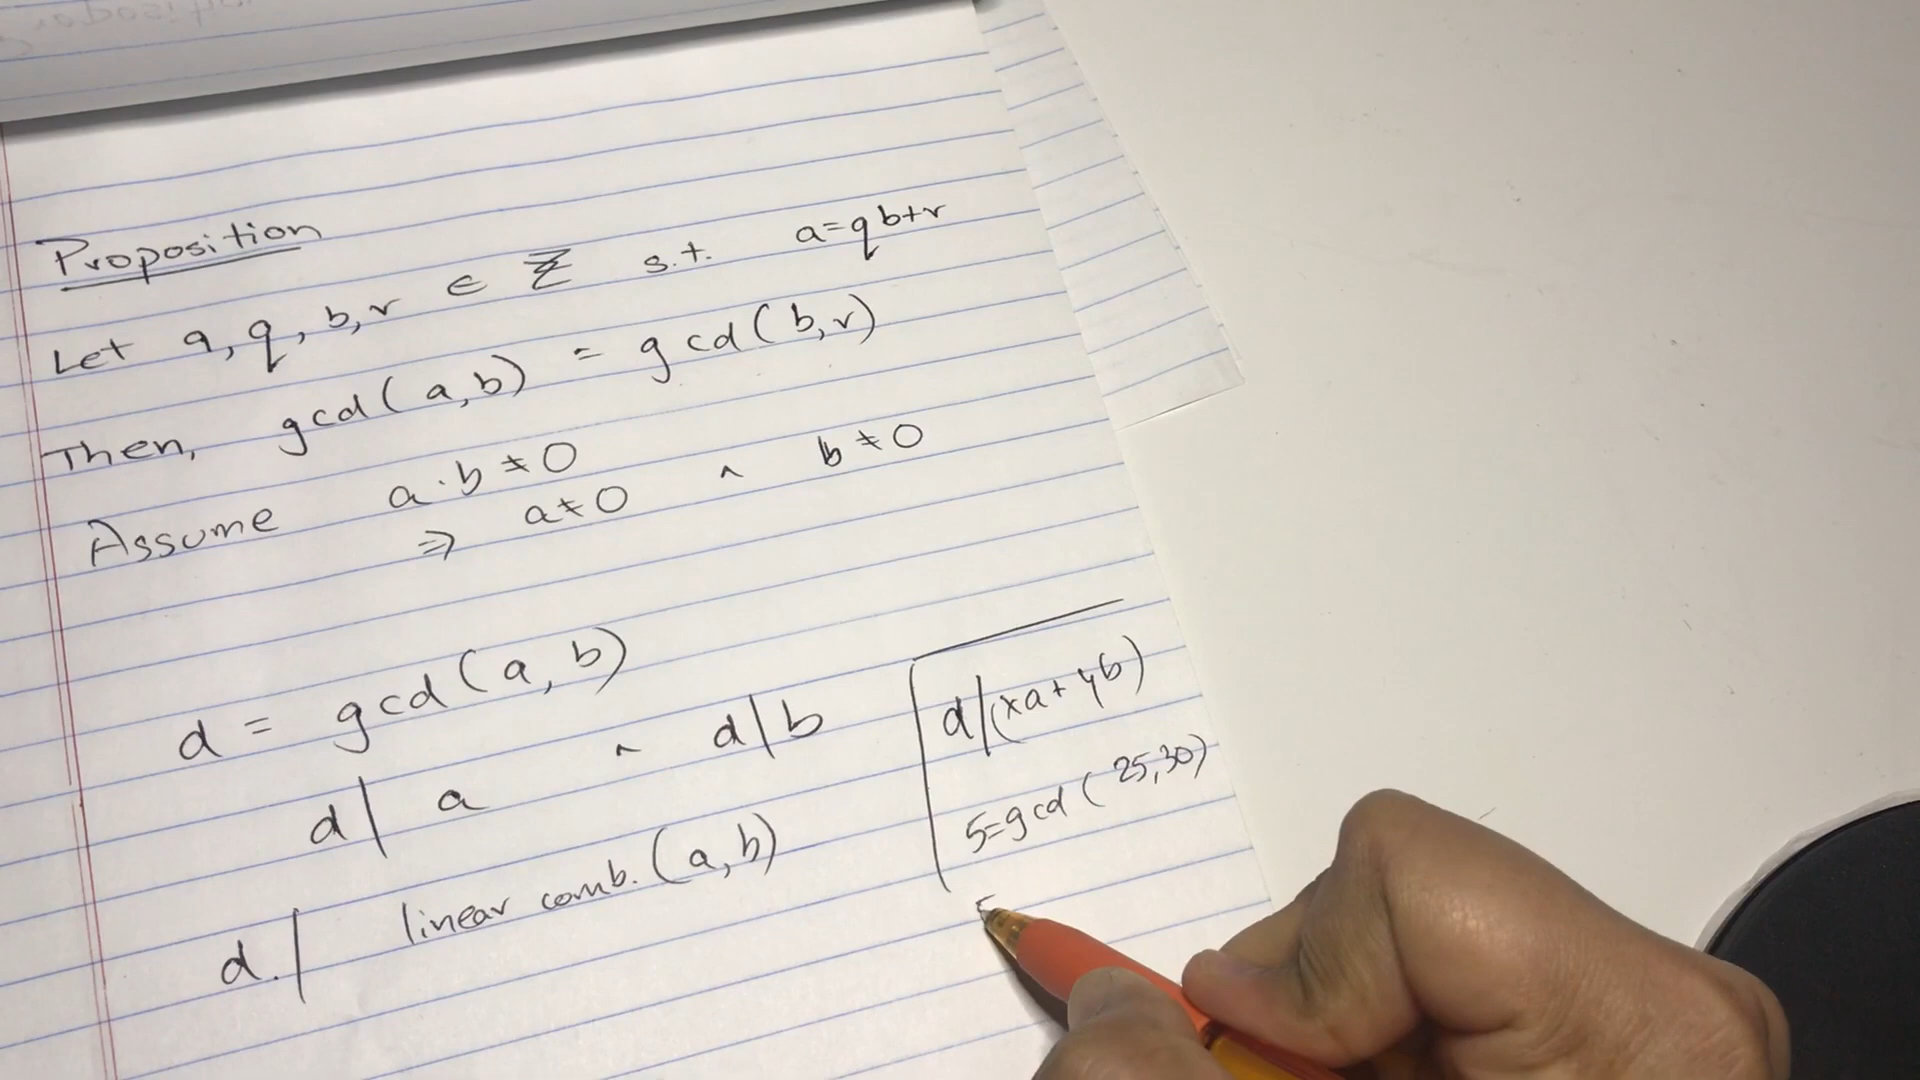 Proposition
Let a, q, b, r ∈ ℤ s.t. a=qb+r
Then, gcd(a,b) = gcd(b,r)
Assume a·b≠0
⇒ a≠0 ^ b≠0
d = gcd(a,b)
d| a ^ d|b
d.| linear comb. (a,b)
d|(xa+yb)
5=gcd(25,30)